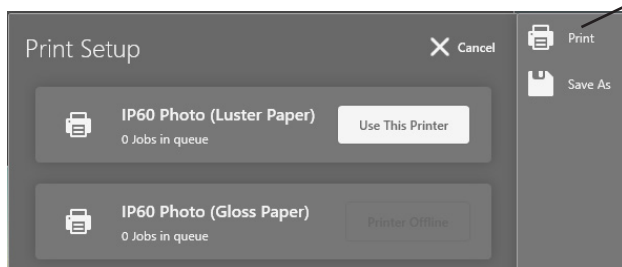 Print Setup
Cancel
IP60 Photo (Luster Paper)
0 Jobs in queue
Use This Printer
IP60 Photo (Gloss Paper)
0 Jobs in queue
Printer Offline
Print
Save As